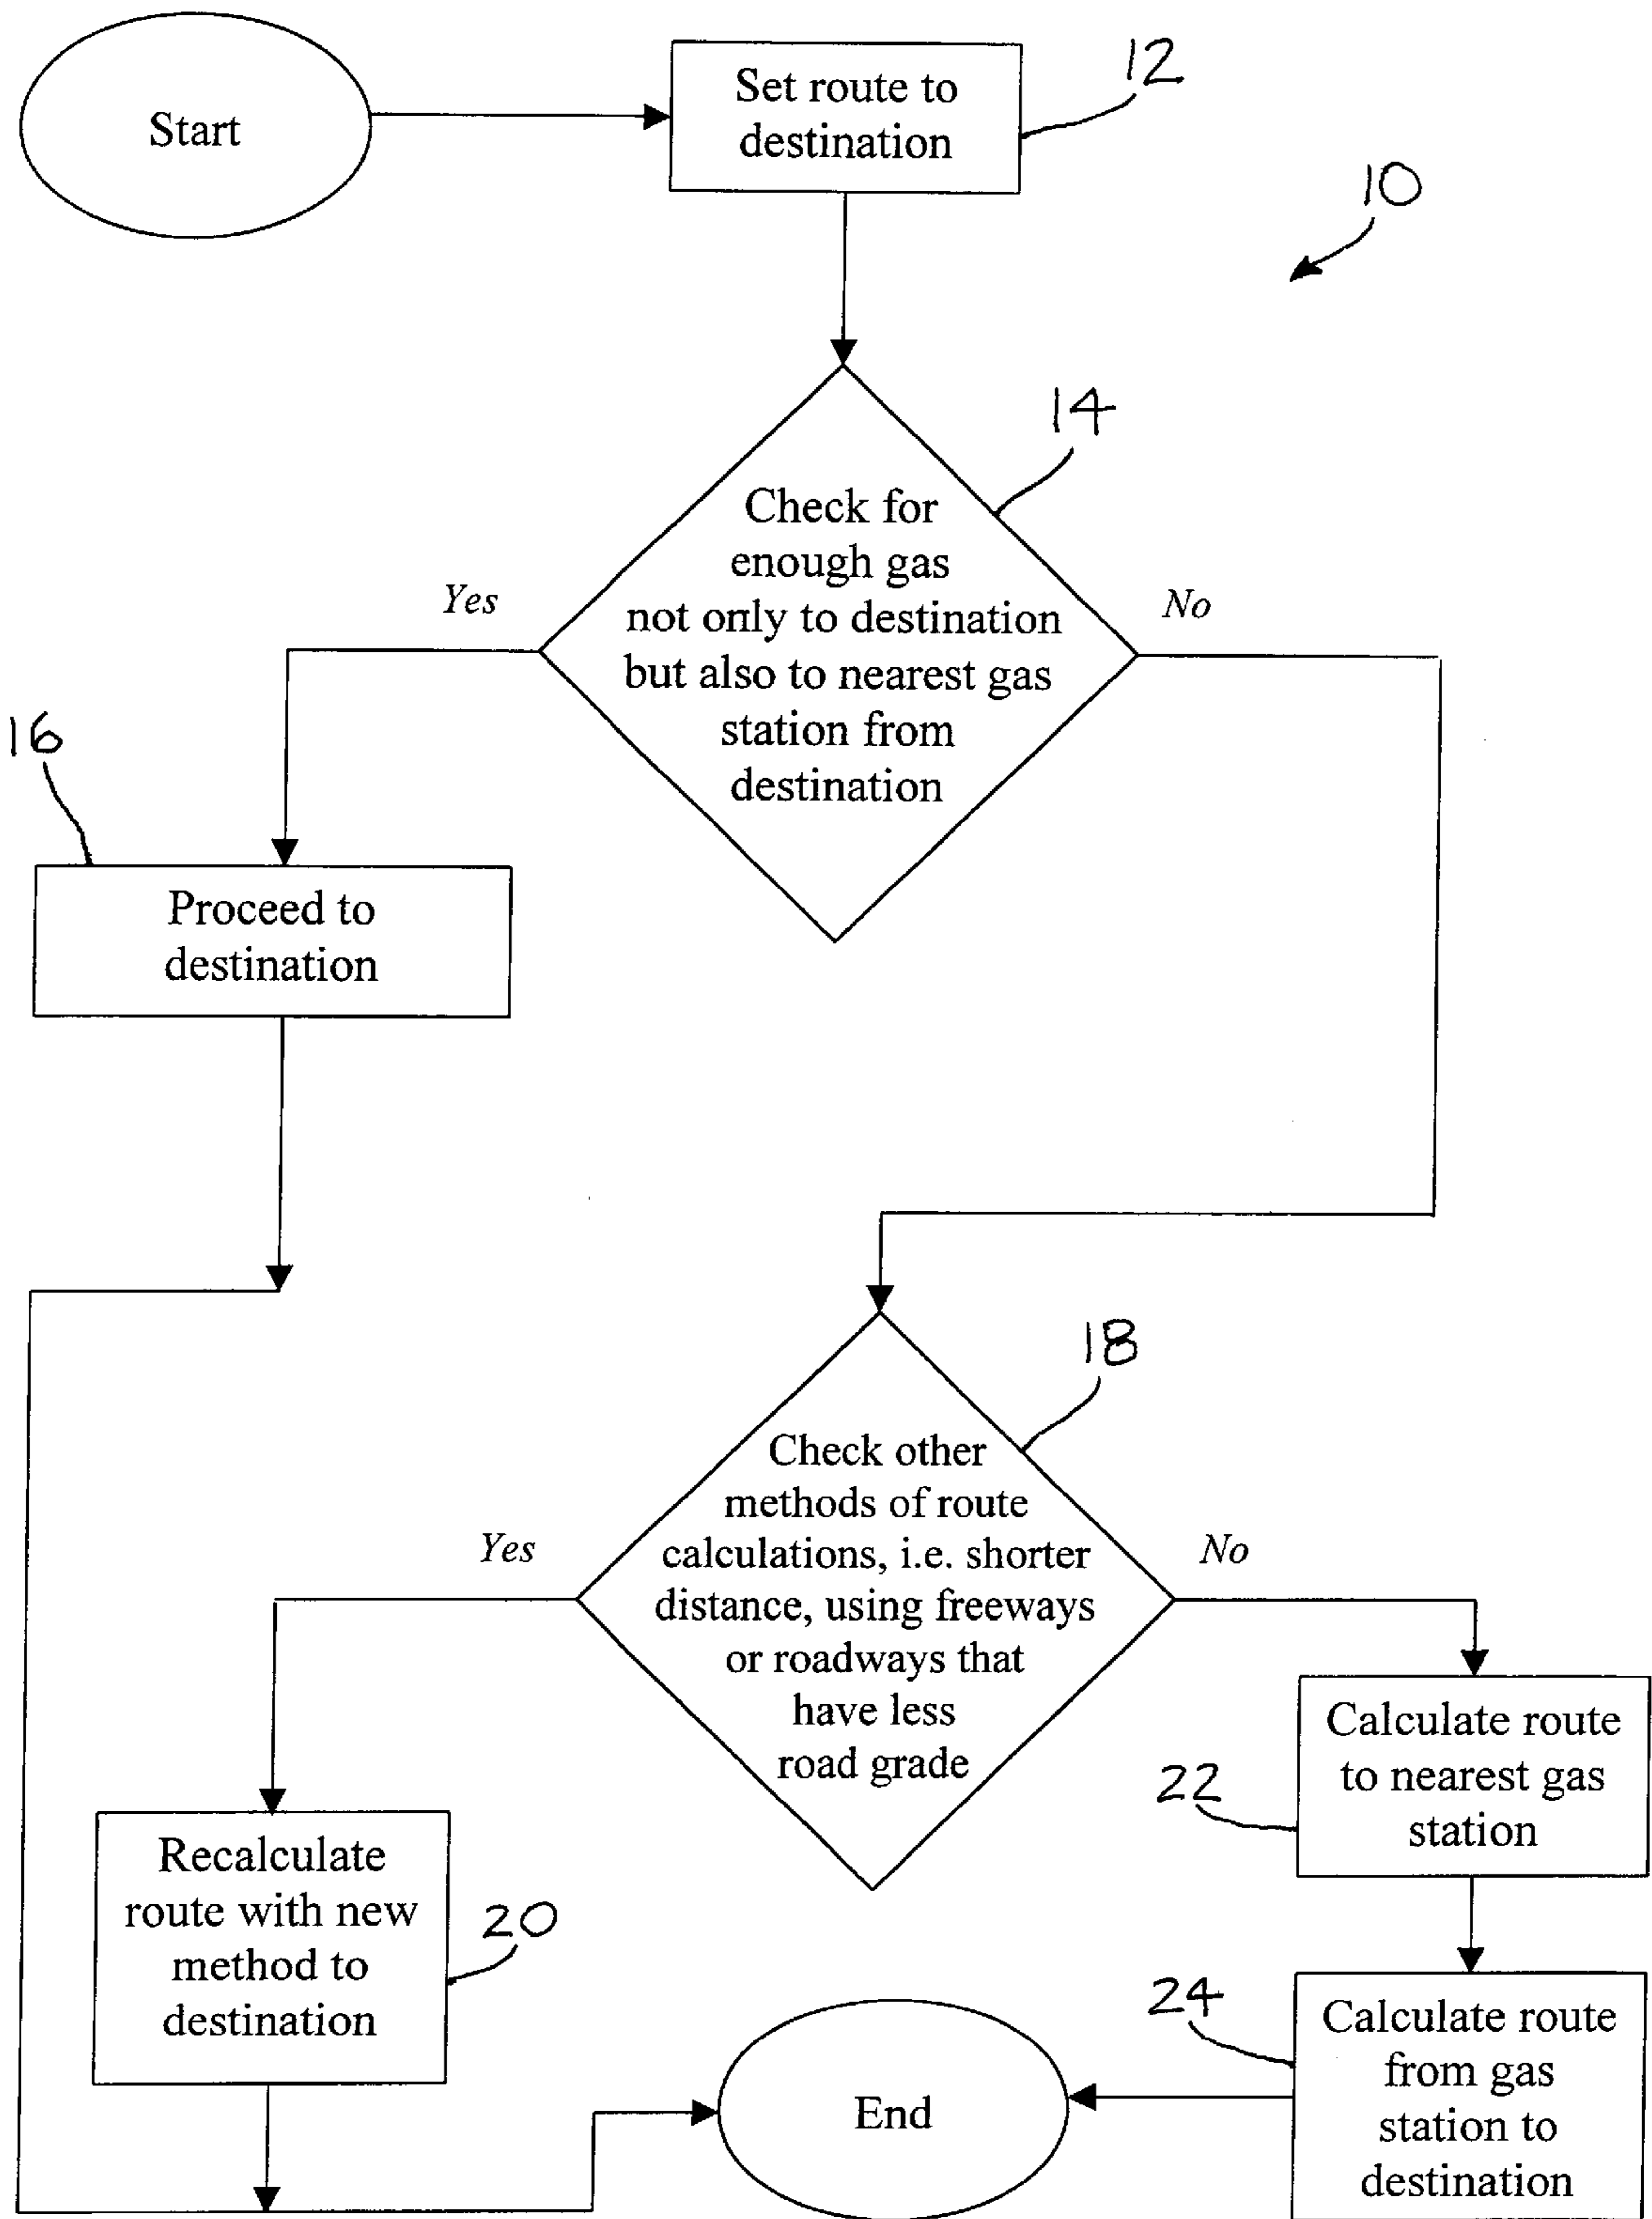 Start
Set route to
destination
12
10
14
Check for
enough gas
not only to destination
but also to nearest gas
station from
destination
Yes
No
16
Proceed to
destination
18
Check other
methods of route
calculations, i.e. shorter
distance, using freeways
or roadways that
have less
road grade
Yes
No
Recalculate
route with new
method to
destination
20
22
Calculate route
to nearest gas
station
24
Calculate route
from gas
station to
destination
End